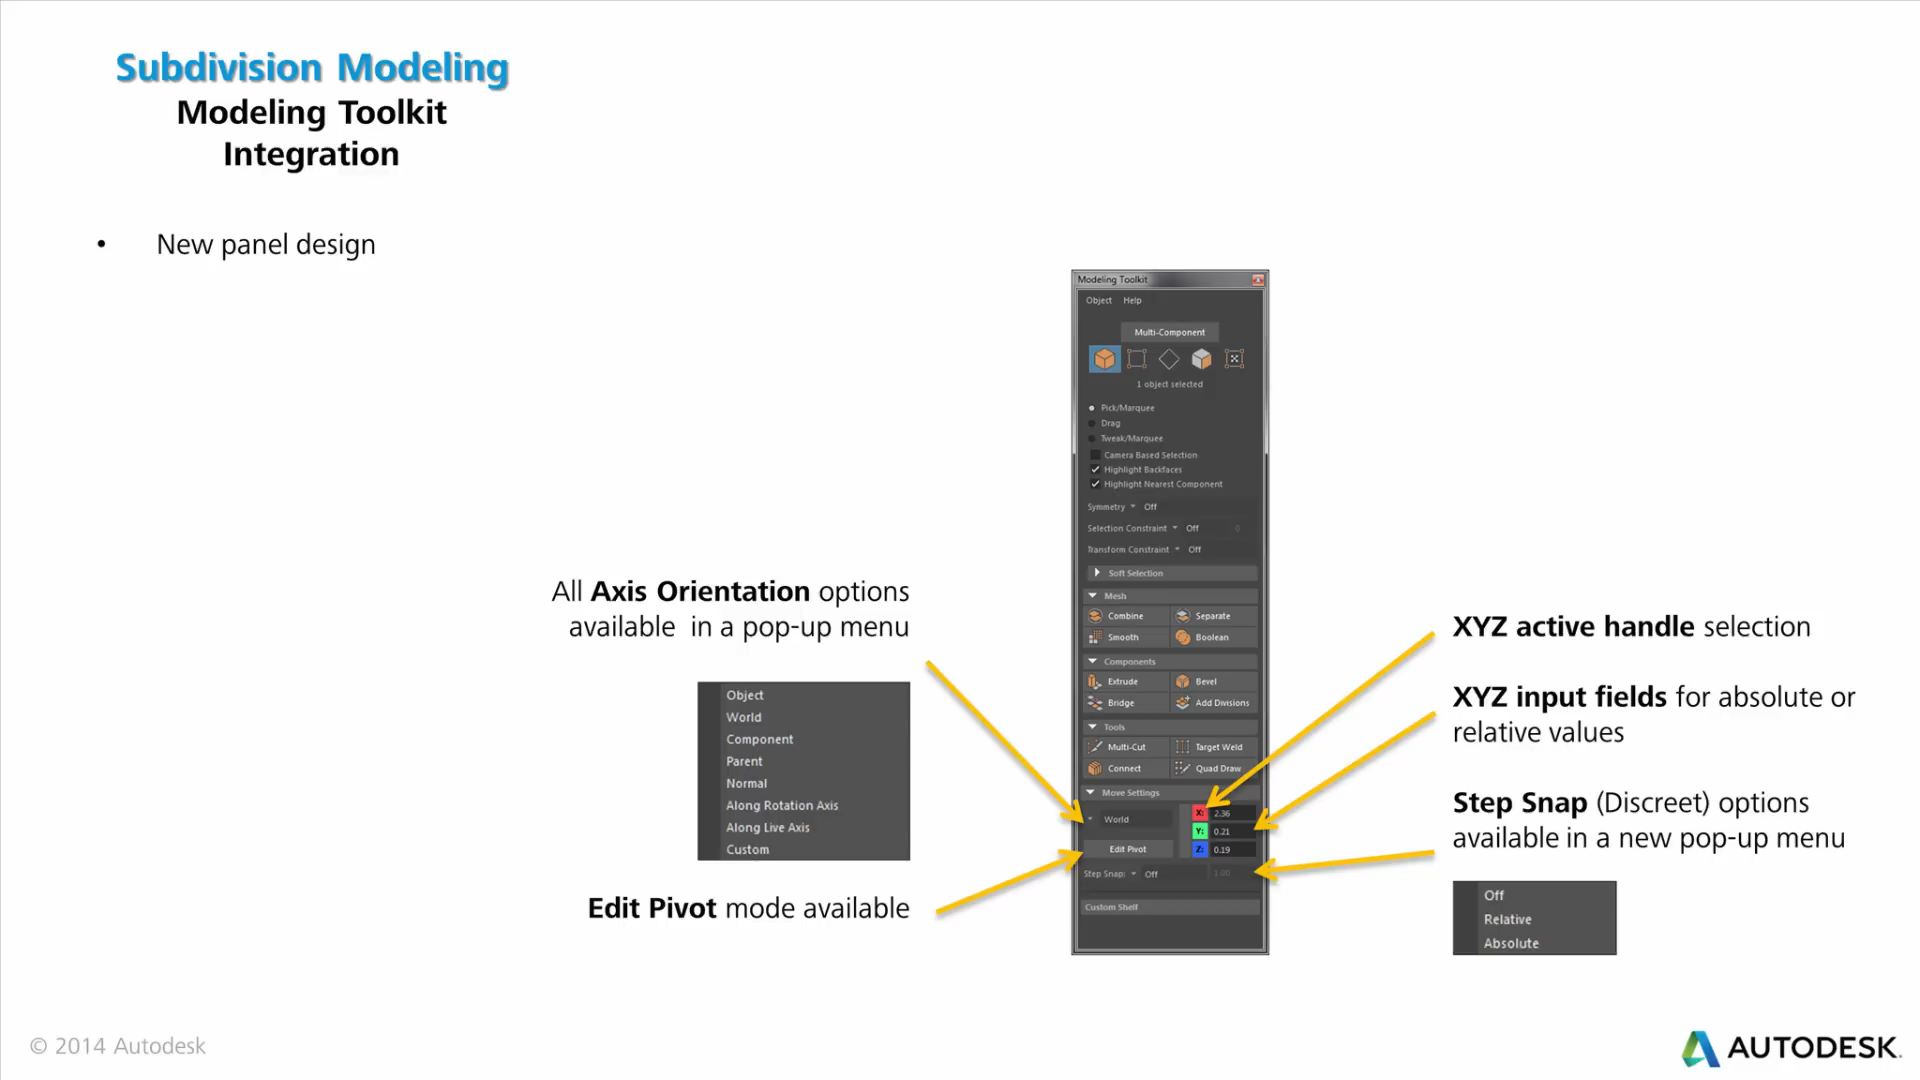 Subdivision Modeling
Modeling Toolkit
Integration
• New panel design
All Axis Orientation options
available in a pop-up menu
Object
World
Component
Parent
Normal
Along Rotation Axis
Along Live Axis
Custom
Edit Pivot mode available
Modeling Toolkit
Object Help
Multi-Component
1 object selected
Pick/Marquee
Drag
Tweak/Marquee
Camera Based Selection
Highlight Backfaces
Highlight Nearest Component
Symmetry Off
Selection Constraint Off 0
Transform Constraint Off
Soft Selection
Mesh
Combine Separate
Smooth Boolean
Components
Extrude Bevel
Bridge Add Divisions
Tools
Multi-Cut Target Weld
Connect Quad Draw
Move Settings
World
X: 2.36
Y: 0.21
Z: 0.19
Edit Pivot
Step Snap: Off 1.00
Custom Shelf
XYZ active handle selection
XYZ input fields for absolute or
relative values
Step Snap (Discreet) options
available in a new pop-up menu
Off
Relative
Absolute
© 2014 Autodesk
AUTODESK.